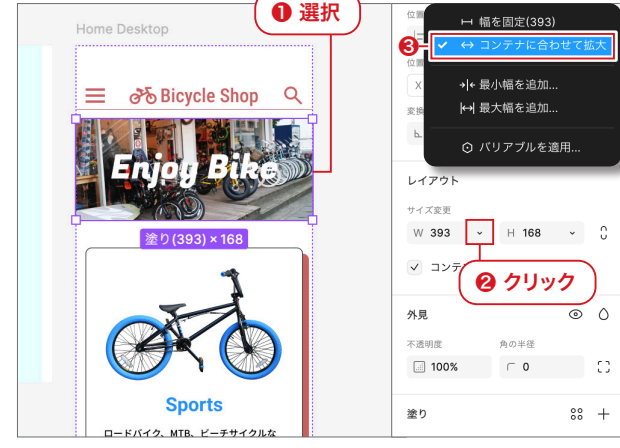 ❶ 選択
Home Desktop
Bicycle Shop
Enjoy Bike
塗り(393) × 168
Sports
ロードバイク、MTB、ビーチサイクルな
位置
幅を固定(393)
❸
コンテナに合わせて拡大
位置
X
最小幅を追加...
変換
最大幅を追加...
バリアブルを適用...
レイアウト
サイズ変更
W 393
H 168
コンテ
❷ クリック
外見
不透明度
角の半径
100%
0
塗り